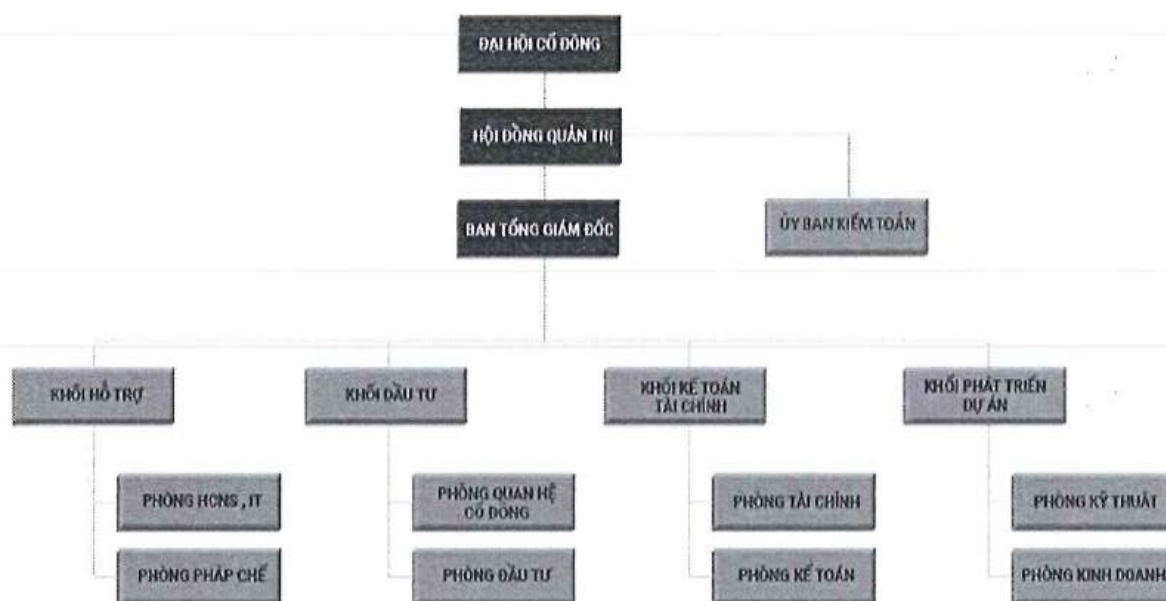 ĐẠI HỘI CỔ ĐÔNG
HỘI ĐỒNG QUẢN TRỊ
BAN TỔNG GIÁM ĐỐC
ỦY BAN KIỂM TOÁN
KHỐI HỖ TRỢ
KHỐI ĐẦU TƯ
KHỐI KẾ TOÁN
TÀI CHÍNH
KHỐI PHÁT TRIỂN
DỰ ÁN
PHÒNG HCNS , IT
PHÒNG QUAN HỆ
CỔ ĐÔNG
PHÒNG TÀI CHÍNH
PHÒNG KỸ THUẬT
PHÒNG PHÁP CHẾ
PHÒNG ĐẦU TƯ
PHÒNG KẾ TOÁN
PHÒNG KINH DOANH